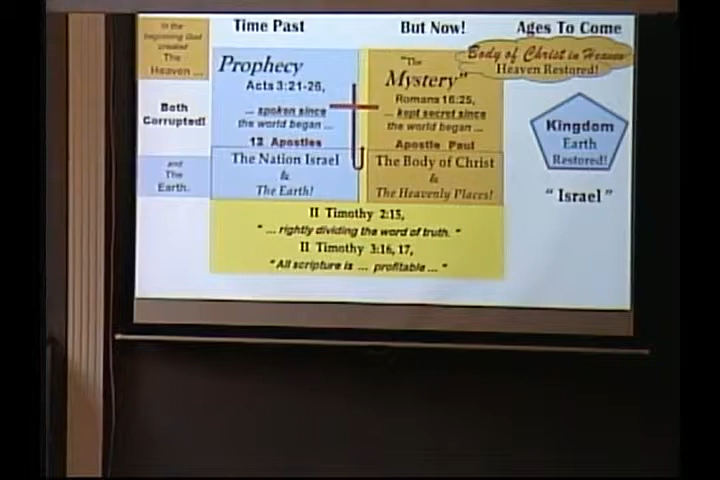 Time Past
But Now!
Ages To Come
In the
beginning God
created
The
Heaven ...
Both
Corrupted!
and
The
Earth.
Prophecy
Acts 3:21-26,
... spoken since
the world began ...
12 Apostles
The Nation Israel
&
The Earth!
"The
Mystery"
Romans 16:25,
... kept secret since
the world began ...
Apostle Paul
The Body of Christ
&
The Heavenly Places!
Body of Christ in Heaven
Heaven Restored!
Kingdom
Earth
Restored!
" Israel "
II Timothy 2:15,
" ... rightly dividing the word of truth. "
II Timothy 3:16, 17,
" All scripture is ... profitable ... "